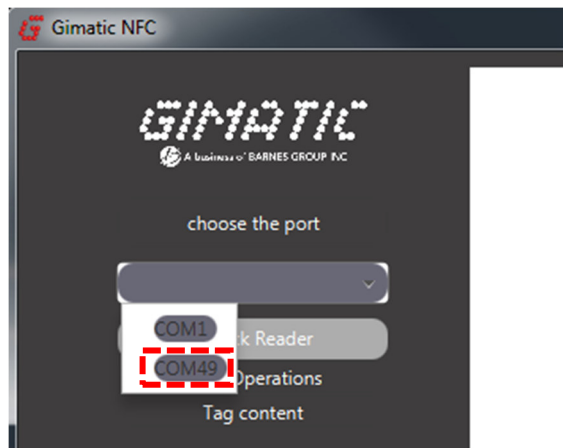 Gimatic NFC
GIMATIC
A business of BARNES GROUP INC
choose the port
COM1
k Reader
COM49
Operations
Tag content